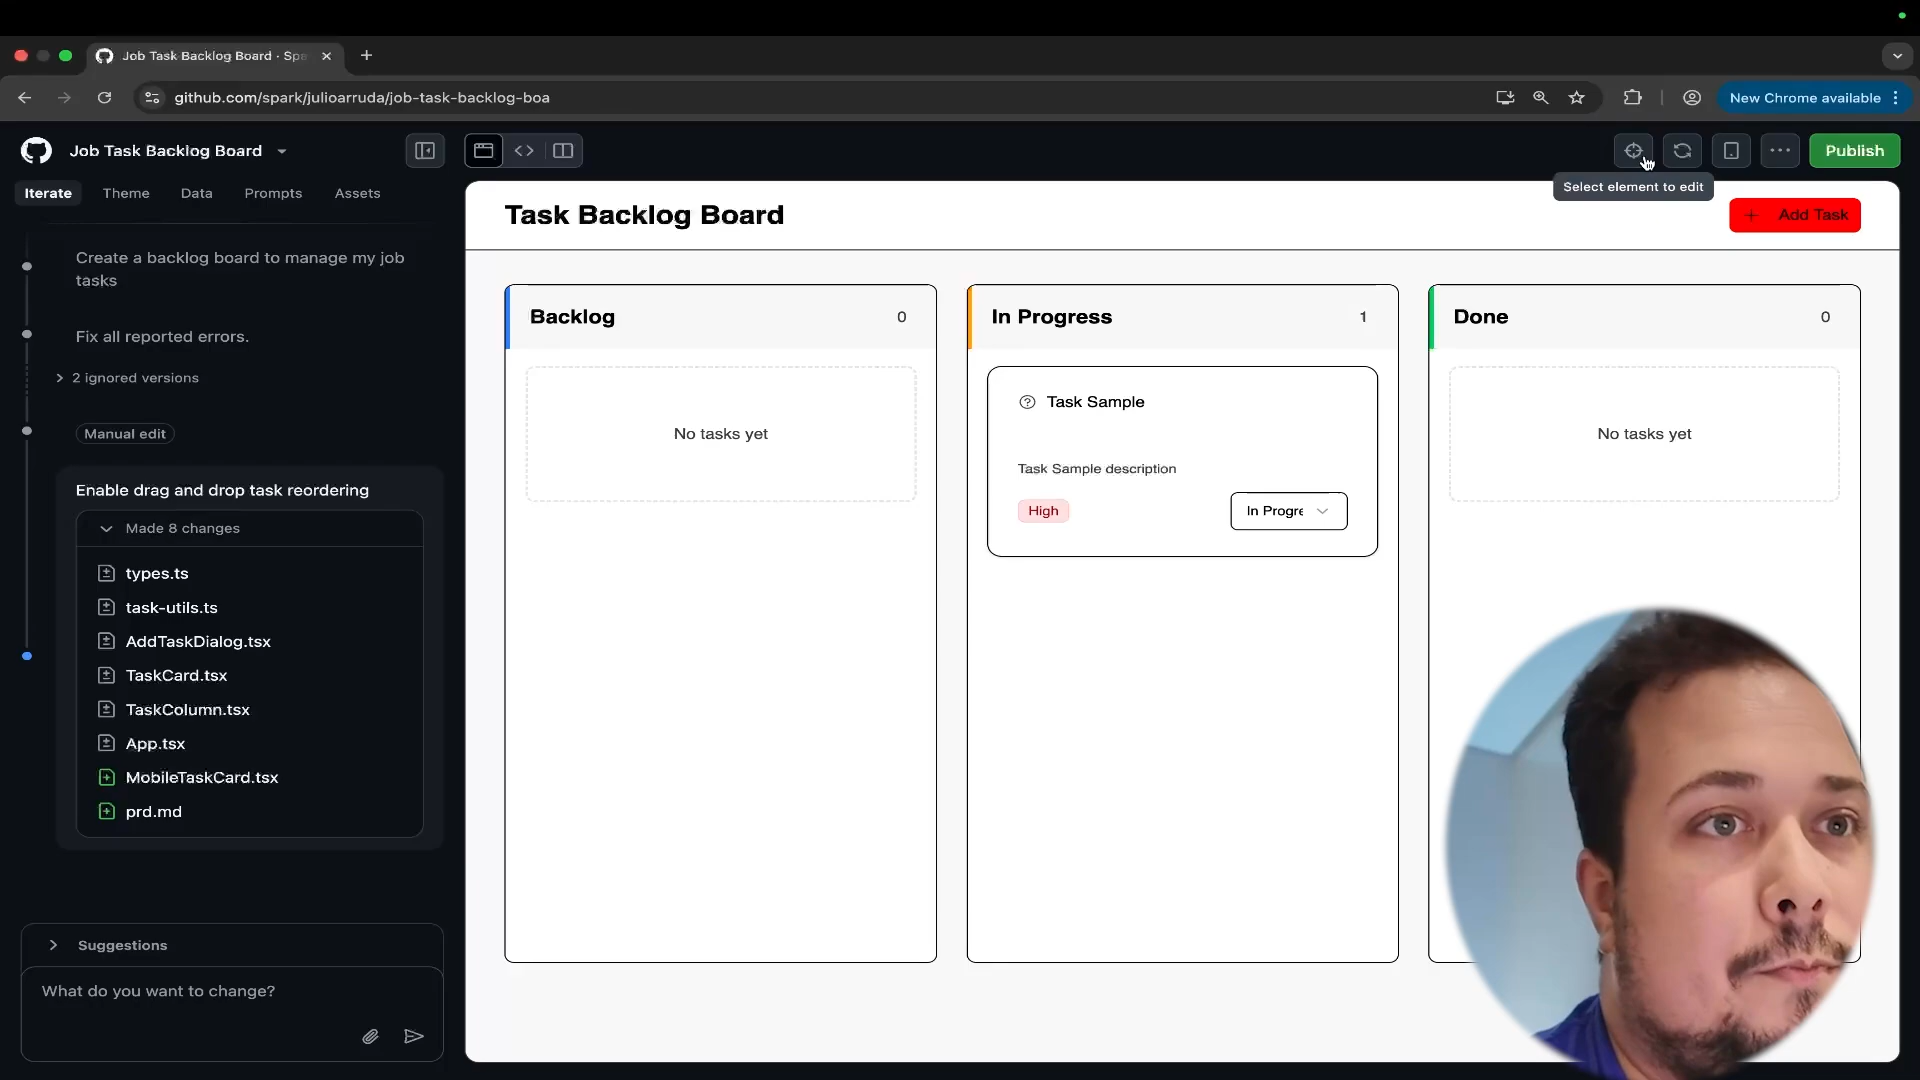 Job Task Backlog Board · Spa
github.com/spark/julioarruda/job-task-backlog-boa
New Chrome available
Job Task Backlog Board
Publish
Select element to edit
Iterate
Theme
Data
Prompts
Assets
Create a backlog board to manage my job
tasks
Fix all reported errors.
2 ignored versions
Manual edit
Enable drag and drop task reordering
Made 8 changes
types.ts
task-utils.ts
AddTaskDialog.tsx
TaskCard.tsx
TaskColumn.tsx
App.tsx
MobileTaskCard.tsx
prd.md
Suggestions
What do you want to change?
Task Backlog Board
Add Task
Backlog
0
No tasks yet
In Progress
1
Task Sample
Task Sample description
High
In Progre
Done
0
No tasks yet